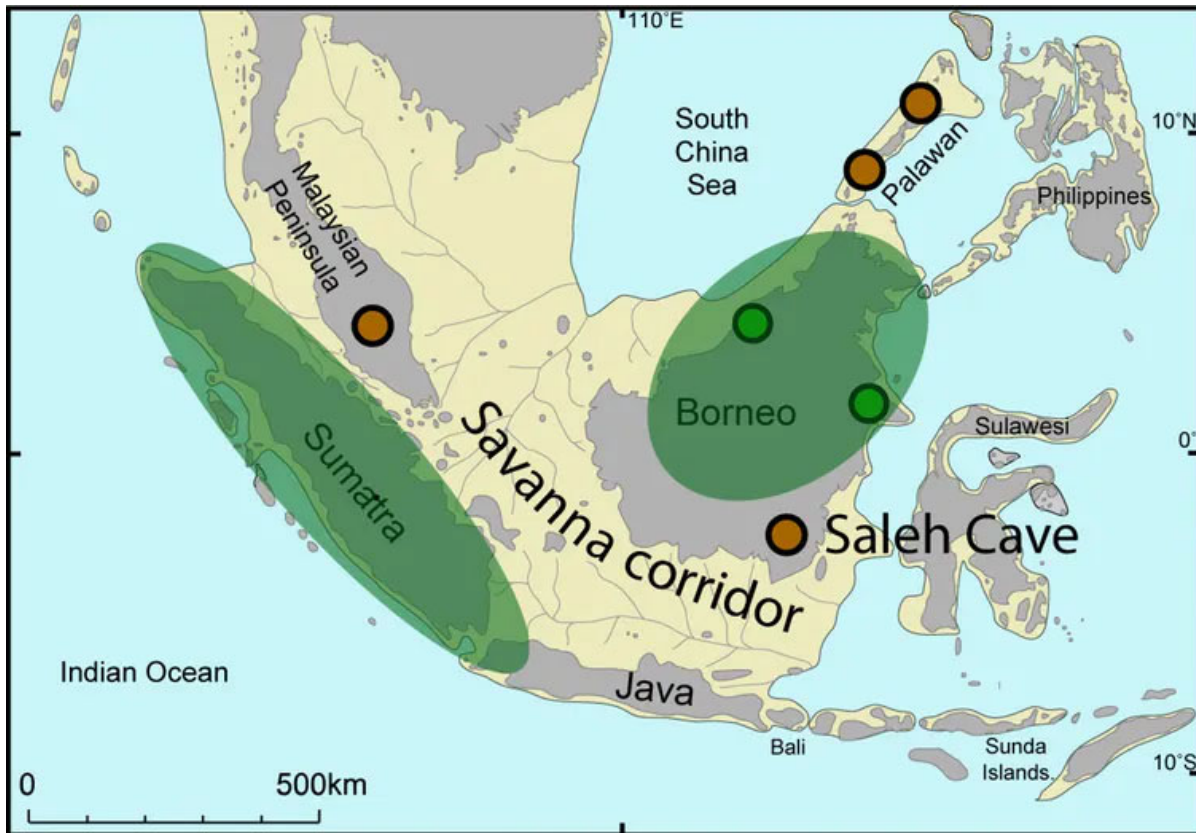 110°E
South
China
Sea
10°N
Palawan
Philippines
Malaysian
Peninsula
Borneo
Sulawesi
0°
Sumatra
Savanna corridor
Saleh Cave
Indian Ocean
Java
Bali
Sunda
Islands.
10°S
0
500km